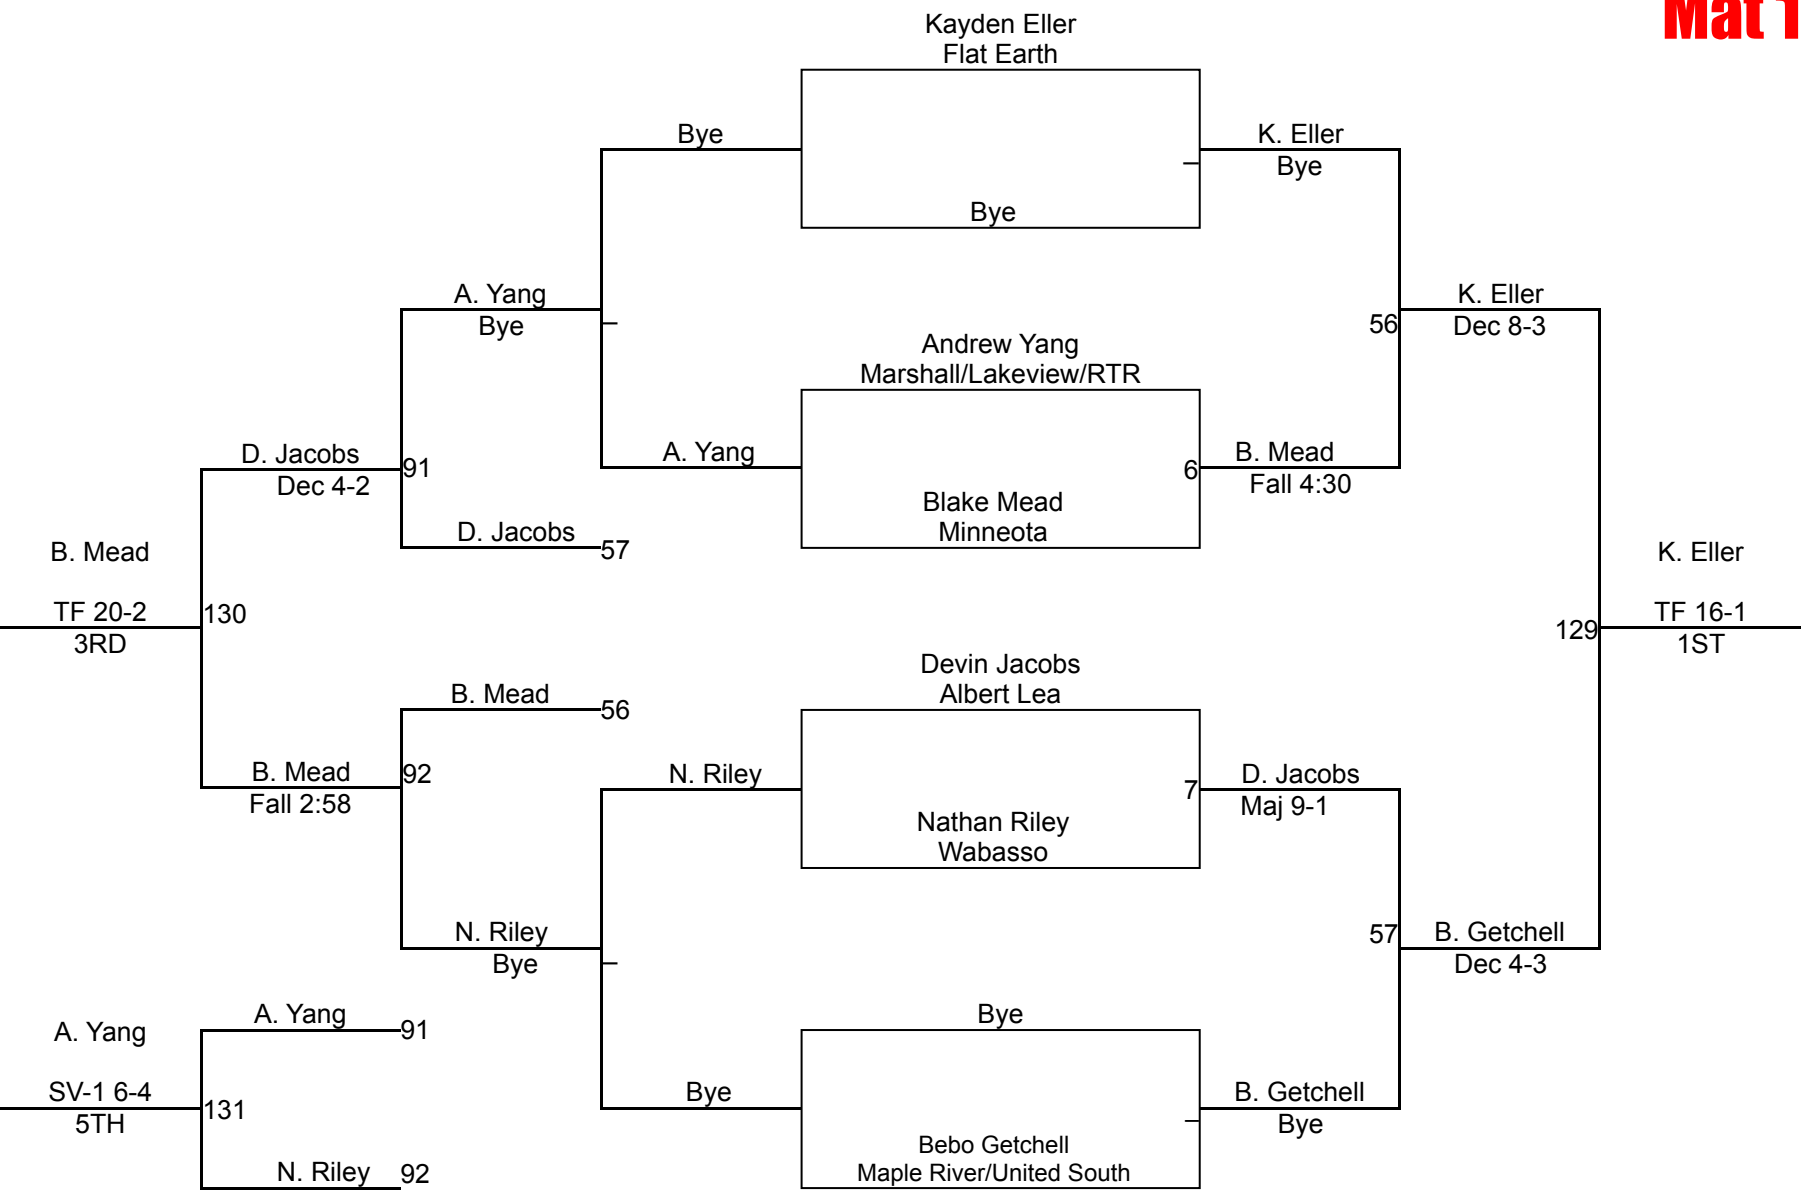 Mat 1
Kayden Eller
Flat Earth
Bye
K. Eller
Bye
Bye
A. Yang
Bye
K. Eller
56
Dec 8-3
Andrew Yang
Marshall/Lakeview/RTR
D. Jacobs
91
Dec 4-2
A. Yang
6
B. Mead
Fall 4:30
Blake Mead
Minneota
D. Jacobs
57
B. Mead
K. Eller
TF 20-2
130
3RD
129
TF 16-1
1ST
Devin Jacobs
Albert Lea
B. Mead
56
B. Mead
92
Fall 2:58
N. Riley
7
D. Jacobs
Maj 9-1
Nathan Riley
Wabasso
N. Riley
Bye
57
B. Getchell
Dec 4-3
A. Yang
A. Yang
91
Bye
SV-1 6-4
131
5TH
Bye
B. Getchell
Bye
Bebo Getchell
Maple River/United South
N. Riley
92